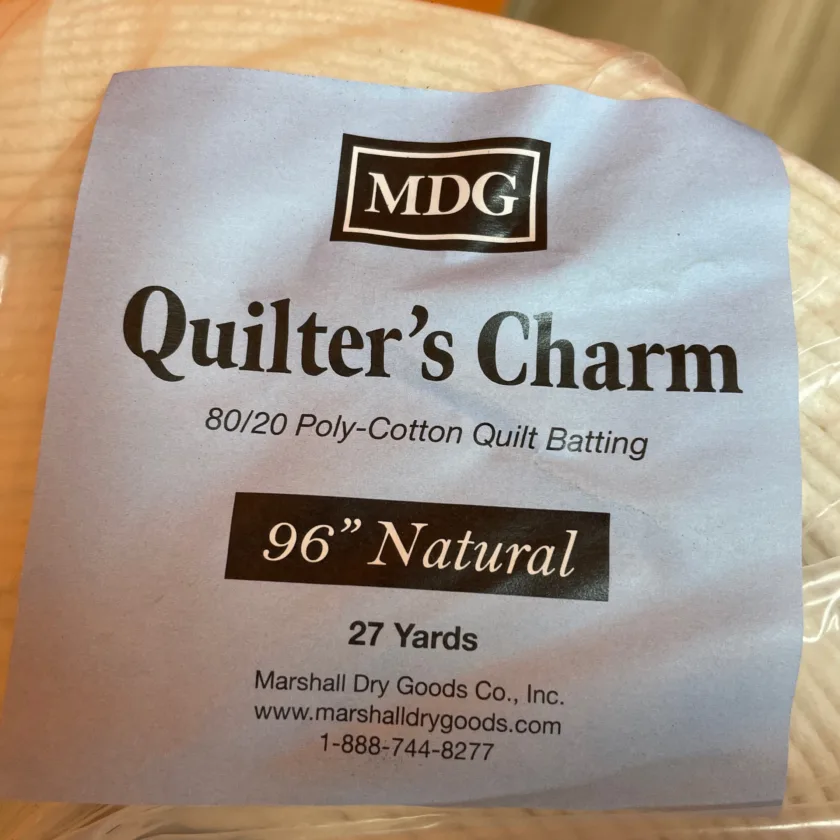 MDG
Quilter’s Charm
80/20 Poly-Cotton Quilt Batting
96” Natural
27 Yards
Marshall Dry Goods Co., Inc.
www.marshalldrygoods.com
1-888-744-8277